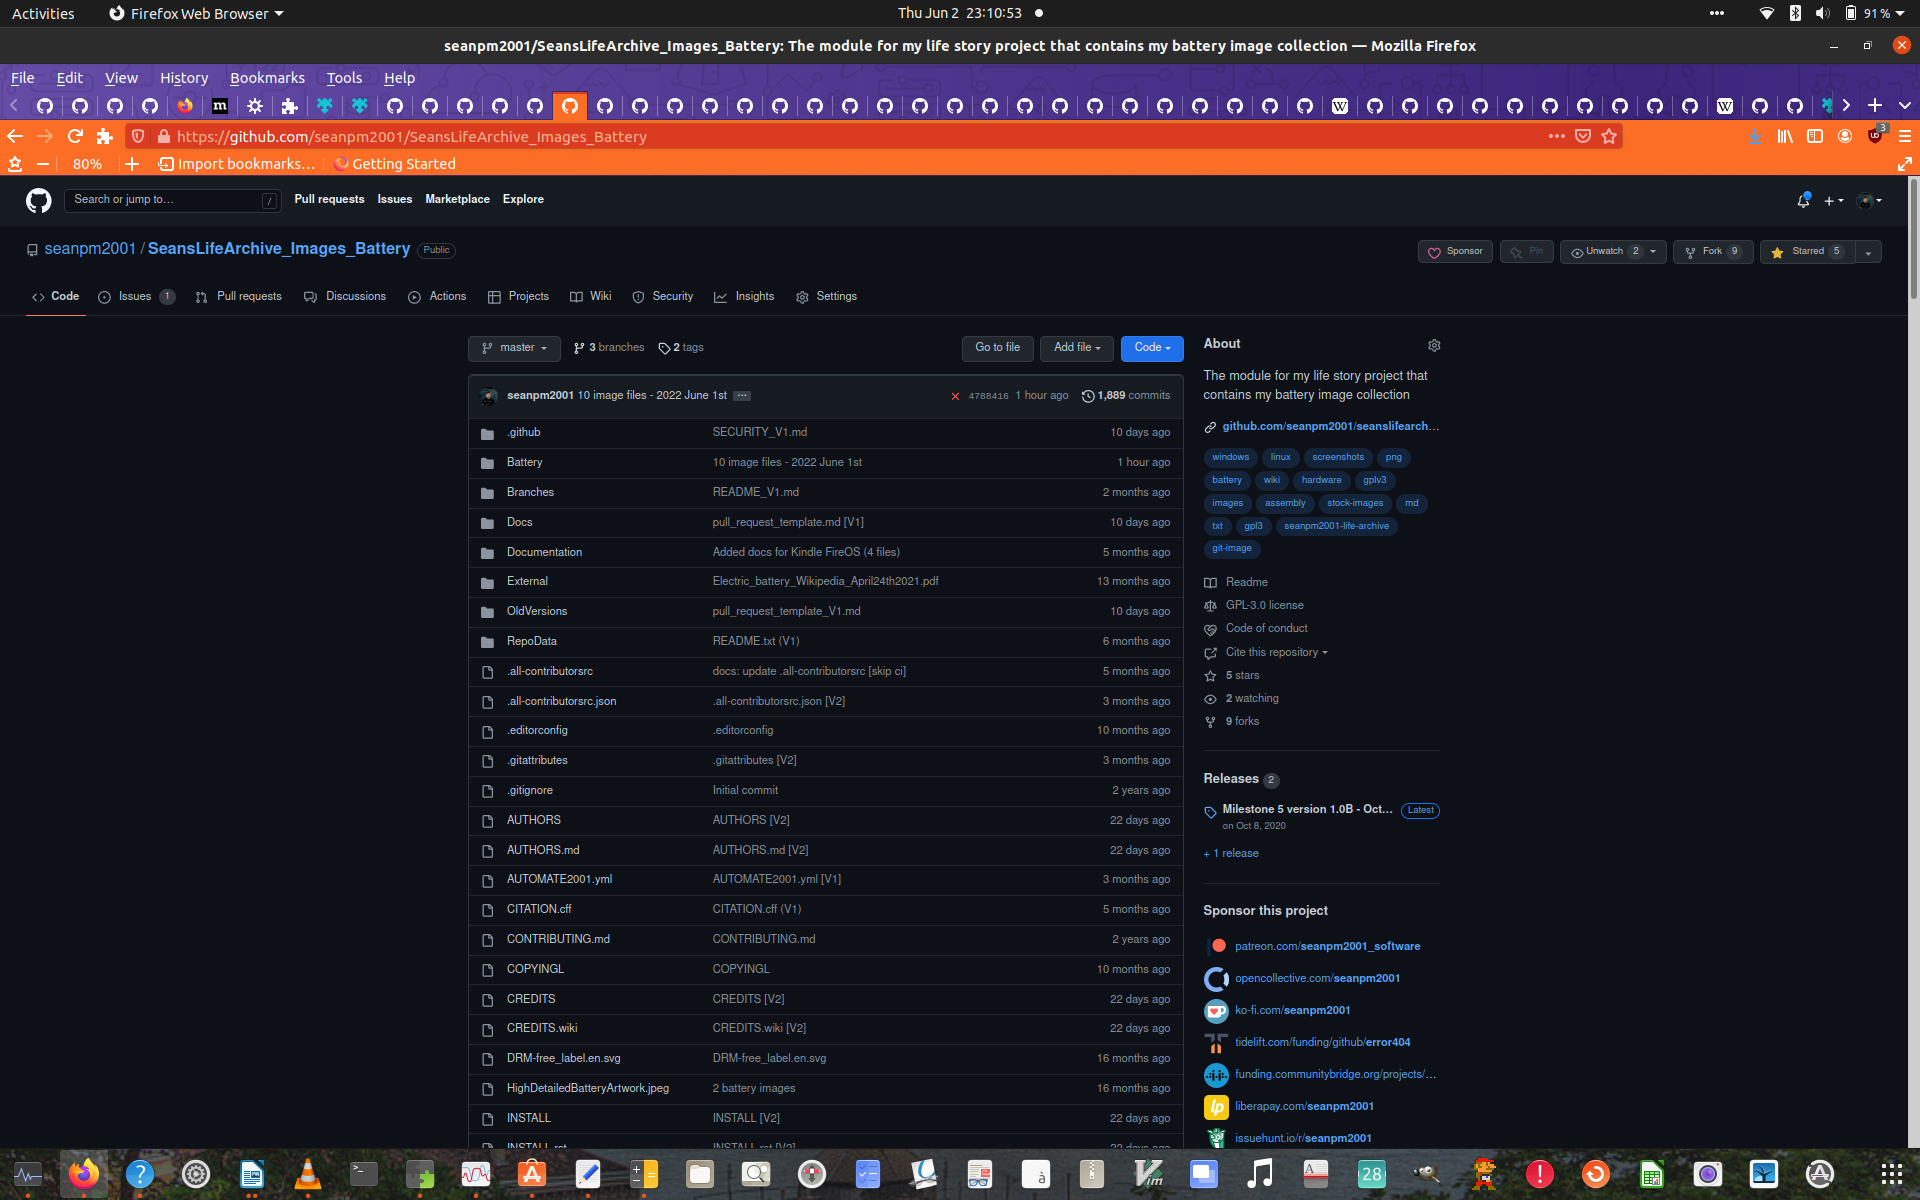 Activities Firefox Web Browser Thu Jun 2 23:10:53 91 %
seanpm2001/SeansLifeArchive_Images_Battery: The module for my life story project that contains my battery image collection — Mozilla Firefox
File Edit View History Bookmarks Tools Help
https://github.com/seanpm2001/SeansLifeArchive_Images_Battery 3
80% Import bookmarks... Getting Started
Search or jump to... / Pull requests Issues Marketplace Explore
seanpm2001 / SeansLifeArchive_Images_Battery Public Sponsor Pin Unwatch 2 Fork 9 Starred 5
Code Issues 1 Pull requests Discussions Actions Projects Wiki Security Insights Settings
master 3 branches 2 tags Go to file Add file Code
seanpm2001 10 image files - 2022 June 1st ... 4788416 1 hour ago 1,889 commits
.github SECURITY_V1.md 10 days ago
Battery 10 image files - 2022 June 1st 1 hour ago
Branches README_V1.md 2 months ago
Docs pull_request_template.md [V1] 10 days ago
Documentation Added docs for Kindle FireOS (4 files) 5 months ago
External Electric_battery_Wikipedia_April24th2021.pdf 13 months ago
OldVersions pull_request_template_V1.md 10 days ago
RepoData README.txt (V1) 6 months ago
.all-contributorsrc docs: update .all-contributorsrc [skip ci] 5 months ago
.all-contributorsrc.json .all-contributorsrc.json [V2] 3 months ago
.editorconfig .editorconfig 10 months ago
.gitattributes .gitattributes [V2] 3 months ago
.gitignore Initial commit 2 years ago
AUTHORS AUTHORS [V2] 22 days ago
AUTHORS.md AUTHORS.md [V2] 22 days ago
AUTOMATE2001.yml AUTOMATE2001.yml [V1] 3 months ago
CITATION.cff CITATION.cff (V1) 5 months ago
CONTRIBUTING.md CONTRIBUTING.md 2 years ago
COPYINGL COPYINGL 10 months ago
CREDITS CREDITS [V2] 22 days ago
CREDITS.wiki CREDITS.wiki [V2] 22 days ago
DRM-free_label.en.svg DRM-free_label.en.svg 16 months ago
HighDetailedBatteryArtwork.jpeg 2 battery images 16 months ago
INSTALL INSTALL [V2] 22 days ago
INSTALL.rst INSTALL.rst [V2] 22 days ago
About
The module for my life story project that
contains my battery image collection
github.com/seanpm2001/seanslifearch...
windows linux screenshots png
battery wiki hardware gplv3
images assembly stock-images md
txt gpl3 seanpm2001-life-archive
git-image
Readme
GPL-3.0 license
Code of conduct
Cite this repository
5 stars
2 watching
9 forks
Releases 2
Milestone 5 version 1.0B - Oct... Latest
on Oct 8, 2020
+ 1 release
Sponsor this project
patreon.com/seanpm2001_software
opencollective.com/seanpm2001
ko-fi.com/seanpm2001
tidelift.com/funding/github/error404
funding.communitybridge.org/projects/...
liberapay.com/seanpm2001
issuehunt.io/r/seanpm2001
28